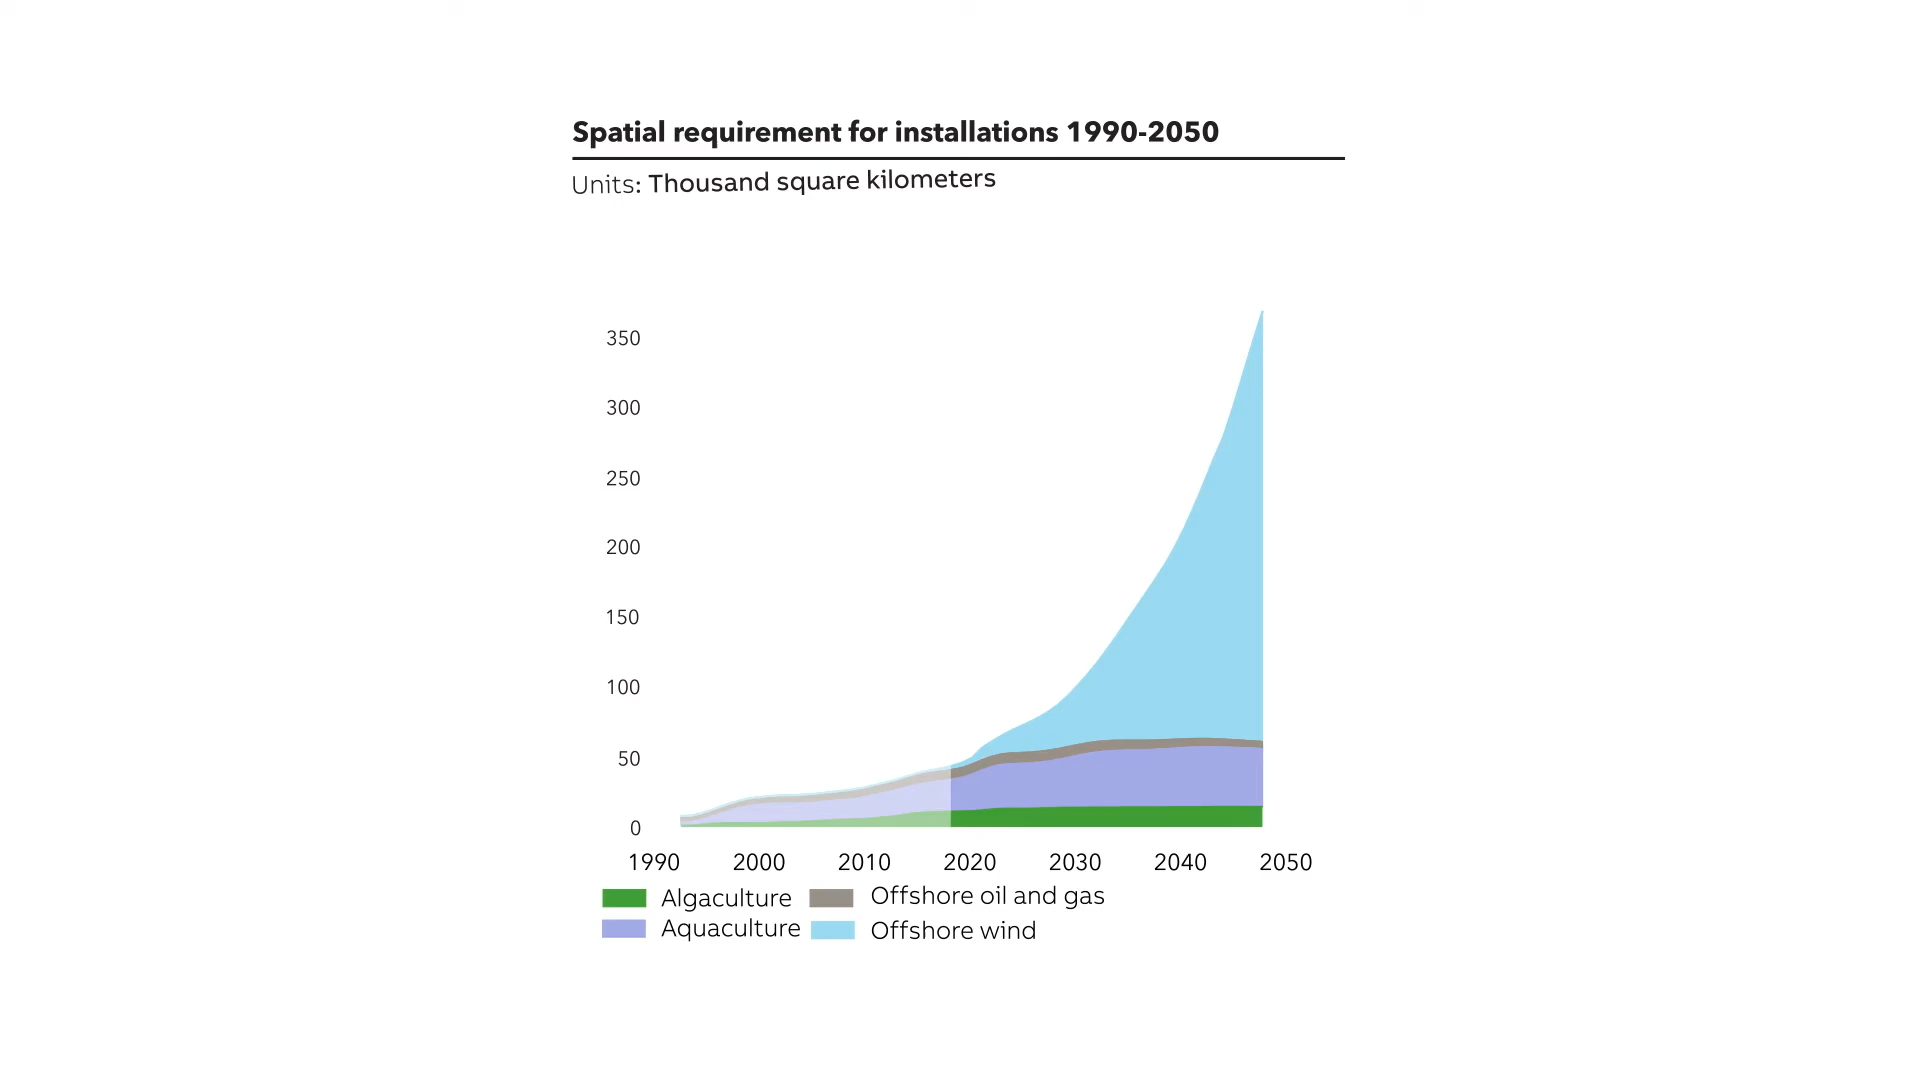 Spatial requirement for installations 1990-2050
Units: Thousand square kilometers
350
300
250
200
150
100
50
0
1990 2000 2010 2020 2030 2040 2050
Algaculture Offshore oil and gas
Aquaculture Offshore wind